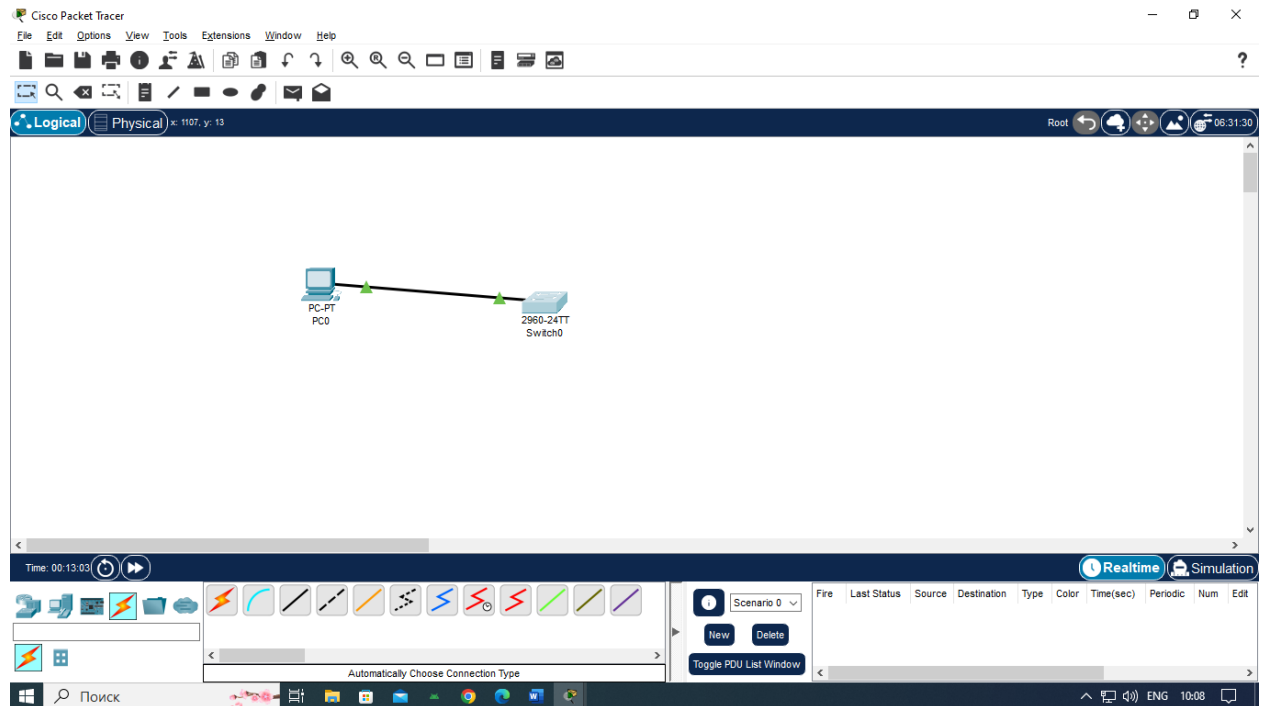 Cisco Packet Tracer
File Edit Options View Tools Extensions Window Help
?
Logical Physical x: 1107, y: 13 Root 06:31:30
PC-PT
PC0
2960-24TT
Switch0
Time: 00:13:03 Realtime Simulation
Scenario 0
New Delete
Toggle PDU List Window
Fire Last Status Source Destination Type Color Time(sec) Periodic Num Edit
Automatically Choose Connection Type
Поиск ENG 10:08